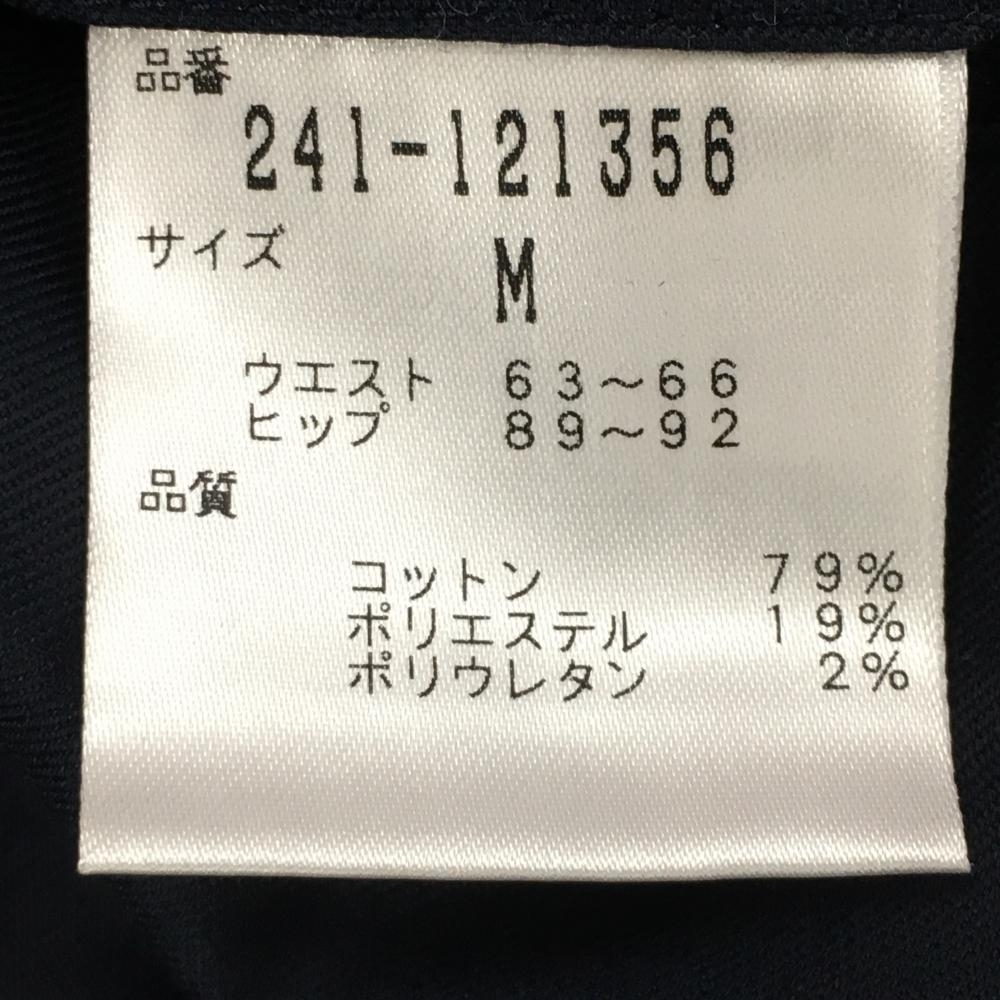 品番
241-121356
サイズ M
ウエスト 63～66
ヒップ 89～92
品質
コットン 79%
ポリエステル 19%
ポリウレタン 2%